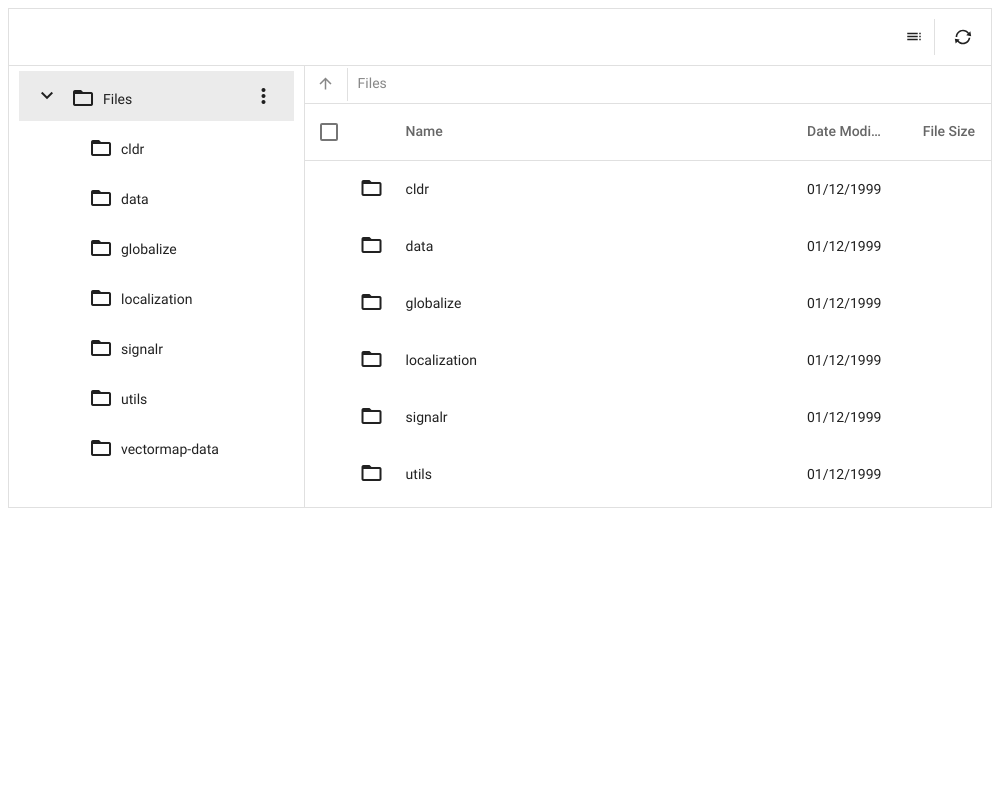 Files
cldr
data
globalize
localization
signalr
utils
vectormap-data
Files
Name Date Modi... File Size
cldr 01/12/1999
data 01/12/1999
globalize 01/12/1999
localization 01/12/1999
signalr 01/12/1999
utils 01/12/1999